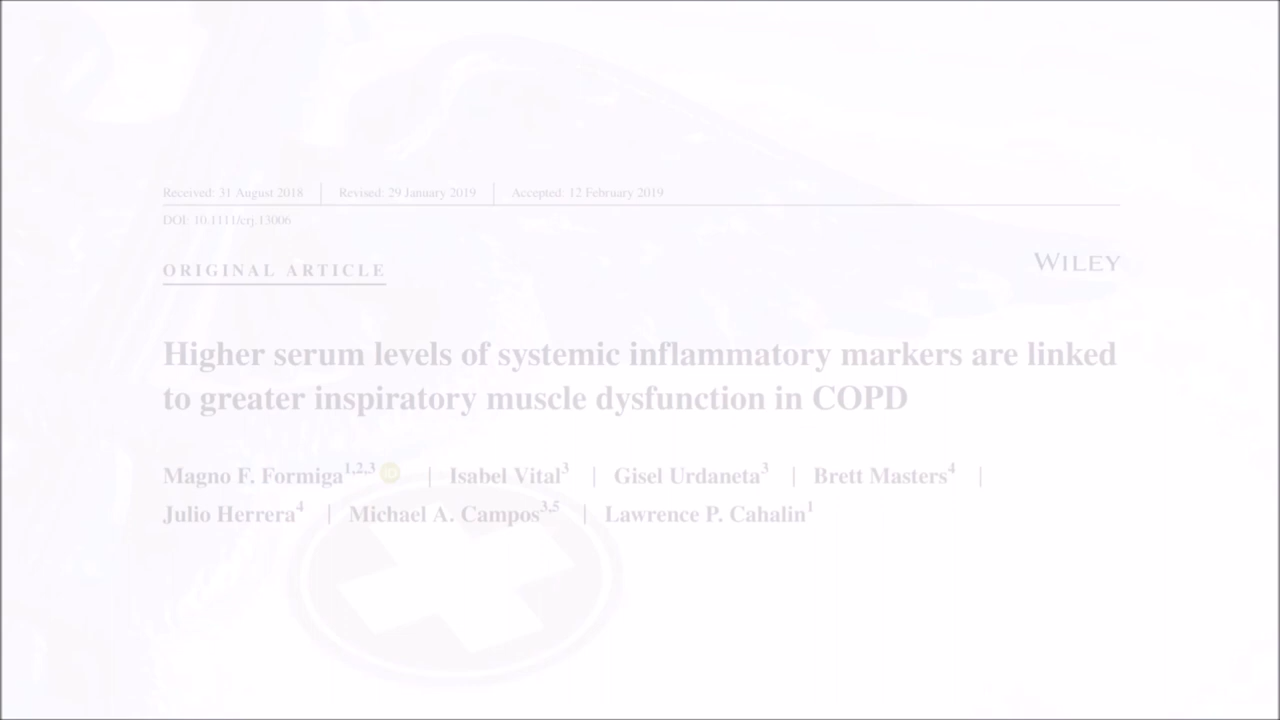 Received: 31 August 2018 | Revised: 29 January 2019 | Accepted: 12 February 2019
DOI: 10.1111/crj.13006
ORIGINAL ARTICLE
WILEY
Higher serum levels of systemic inflammatory markers are linked
to greater inspiratory muscle dysfunction in COPD
Magno F. Formiga1,2,3 iD | Isabel Vital3 | Gisel Urdaneta3 | Brett Masters4 |
Julio Herrera4 | Michael A. Campos3,5 | Lawrence P. Cahalin1